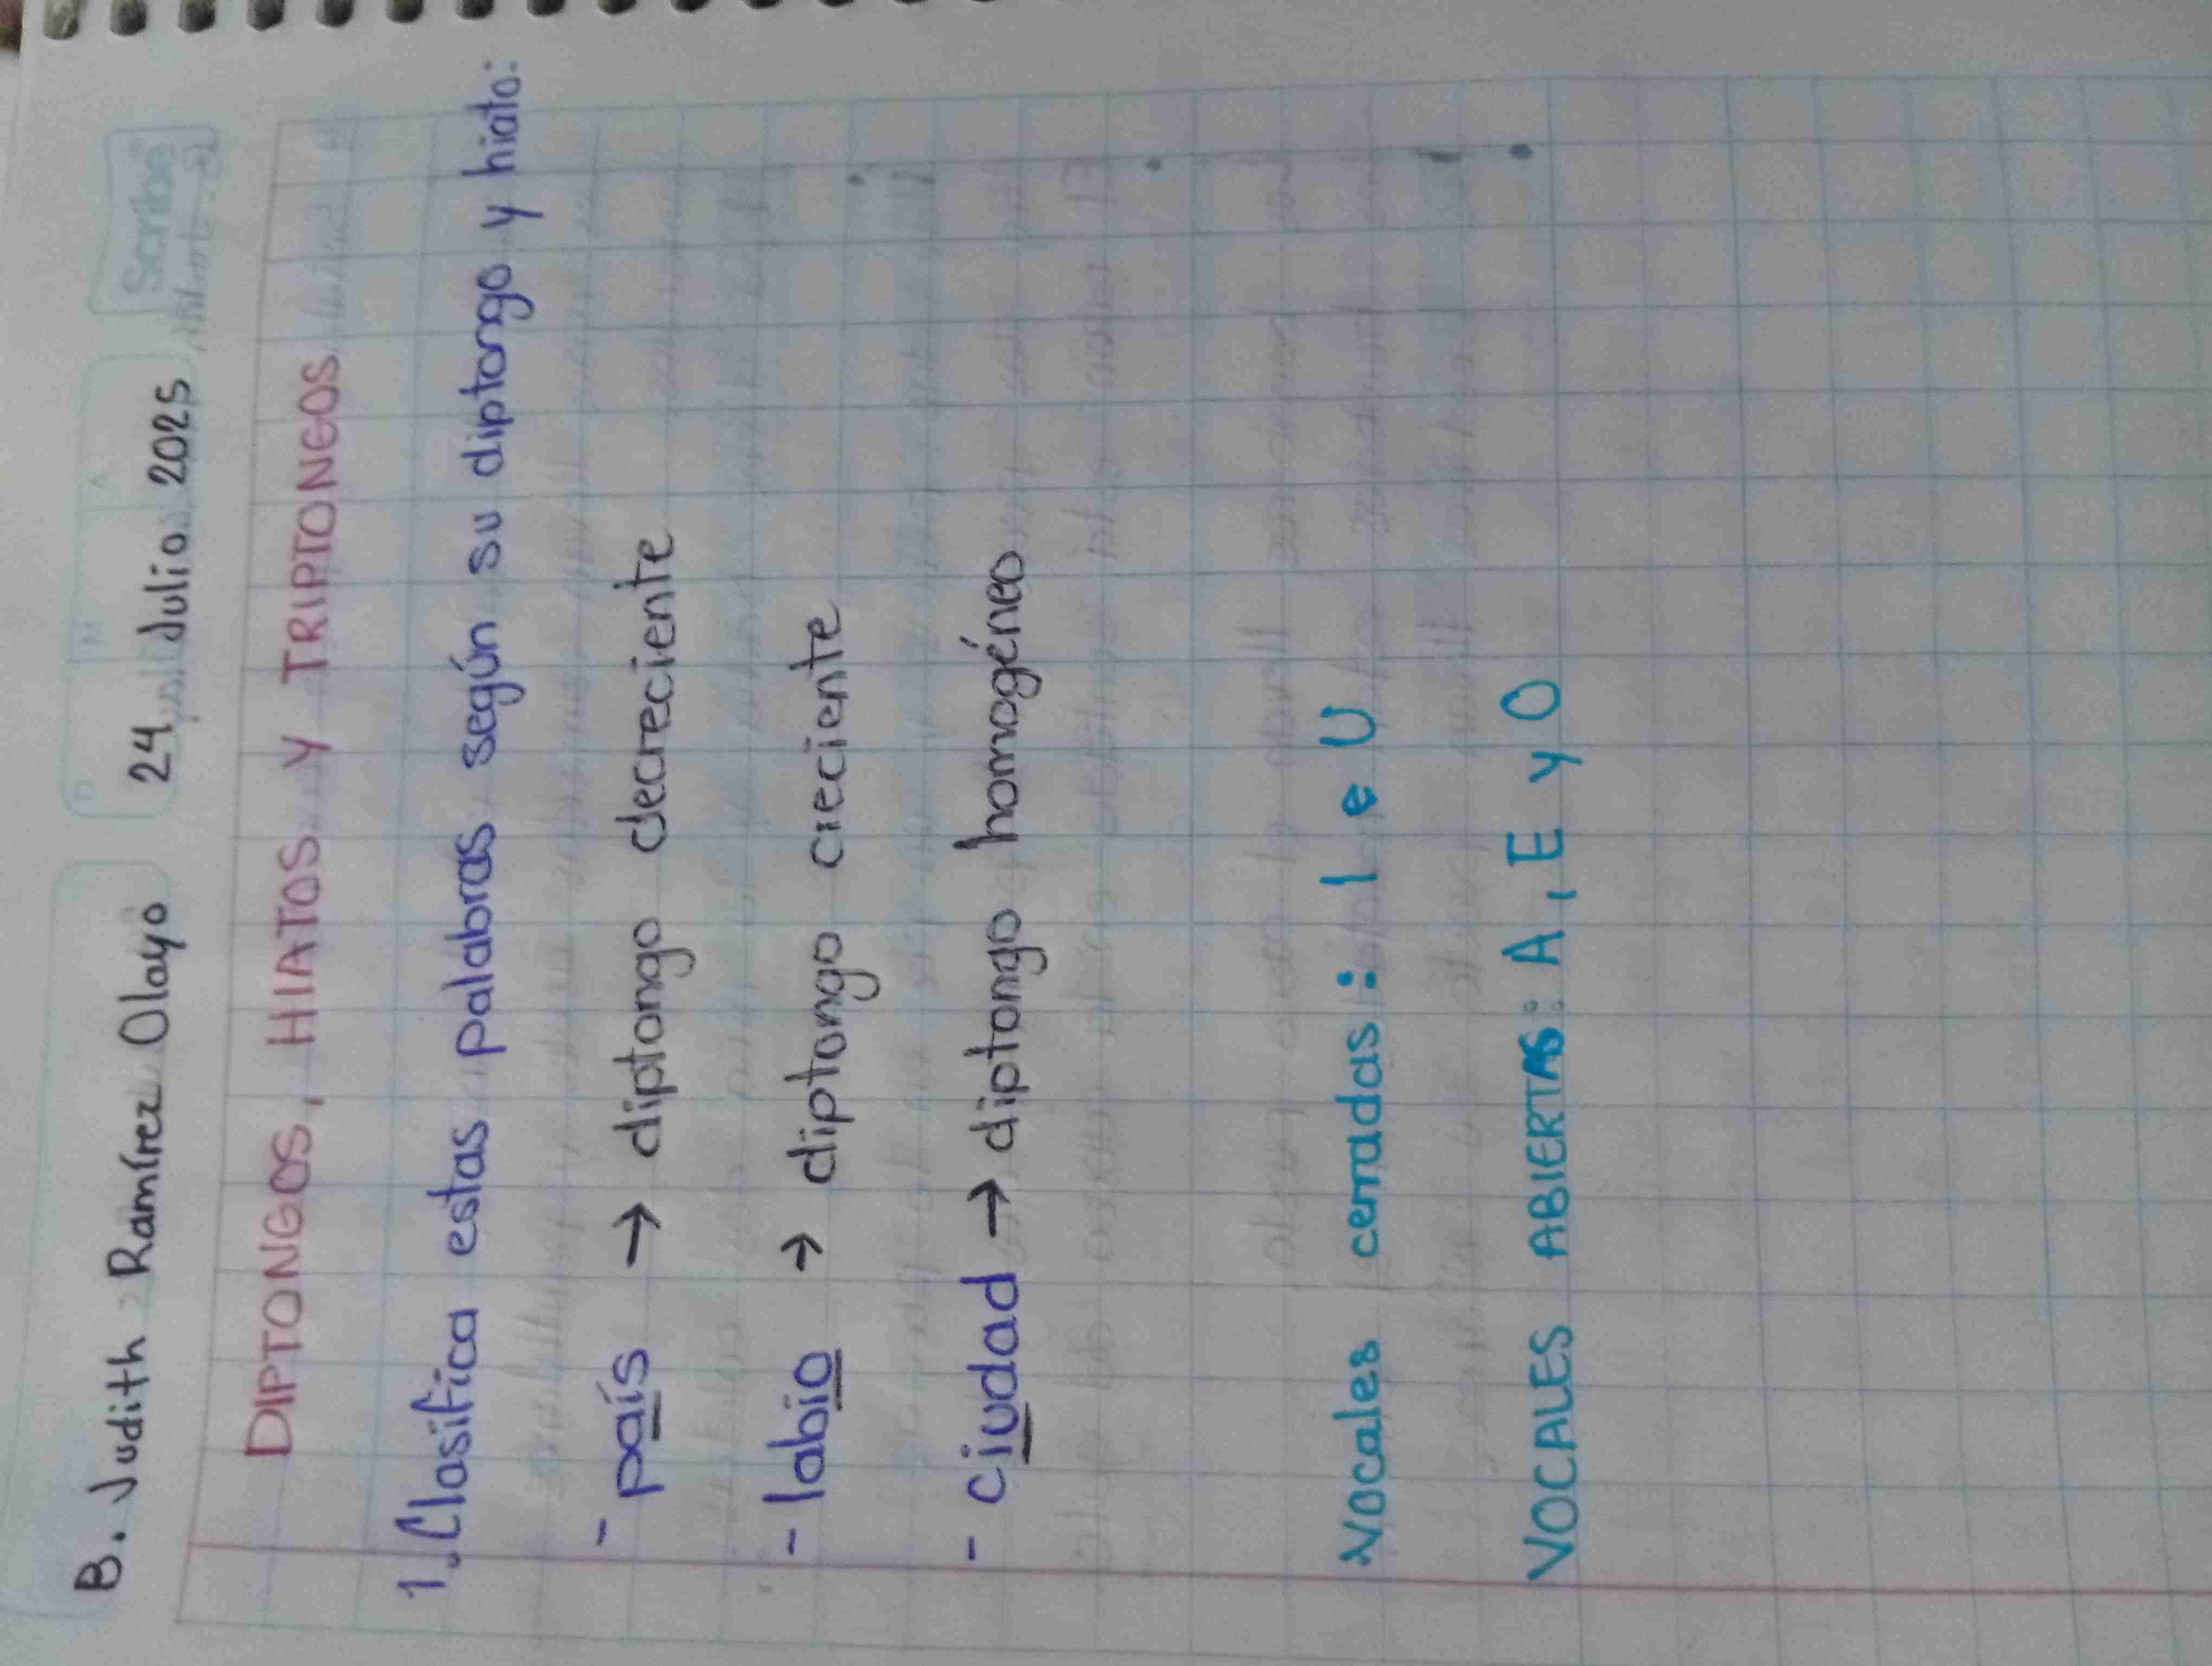 Scribe
D M A
B. Judith Ramírez Olayo 24 Julio 2025
DIPTONGOS, HIATOS Y TRIPTONGOS
1. Clasifica estas palabras según su diptongo y hiato:
- país → diptongo decreciente
- labio → diptongo creciente
- ciudad → diptongo homogéneo
Vocales cerradas: I e U
VOCALES ABIERTAS: A, E y O